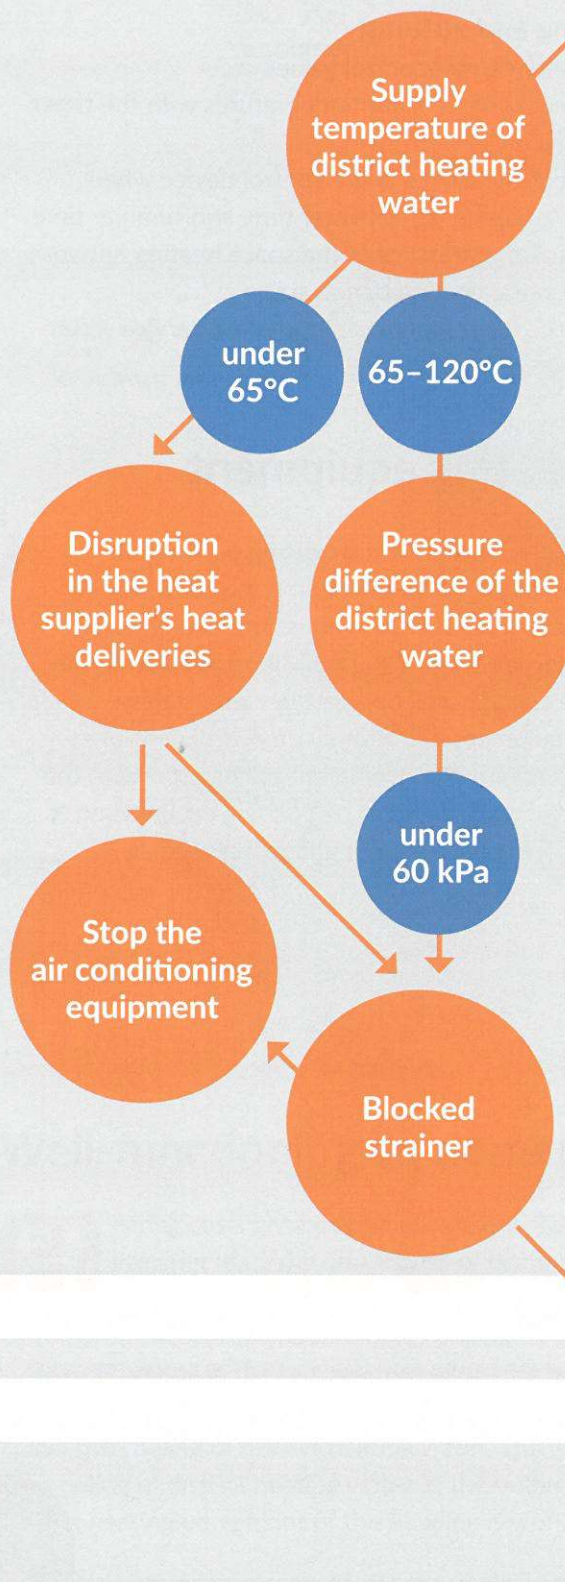 Supply
temperature of
district heating
water
under
65°C
65–120°C
Disruption
in the heat
supplier’s heat
deliveries
Pressure
difference of the
district heating
water
under
60 kPa
Stop the
air conditioning
equipment
Blocked
strainer